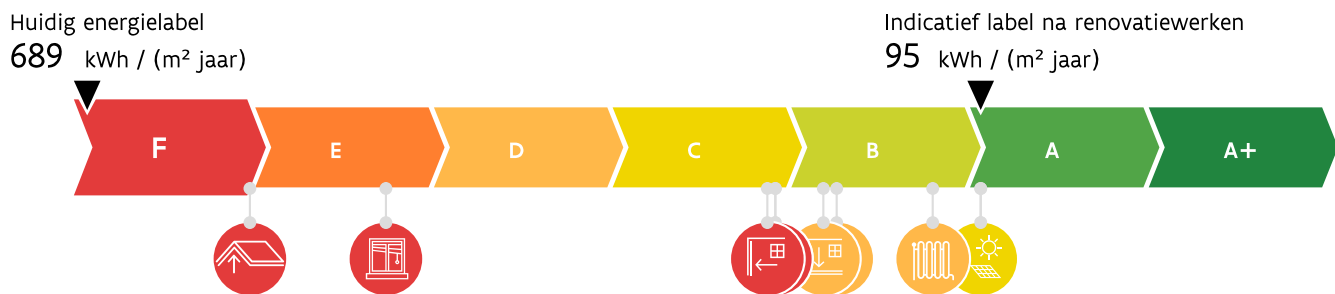 Huidig energielabel
689 kWh / (m² jaar)
Indicatief label na renovatiewerken
95 kWh / (m² jaar)
F E D C B A A+